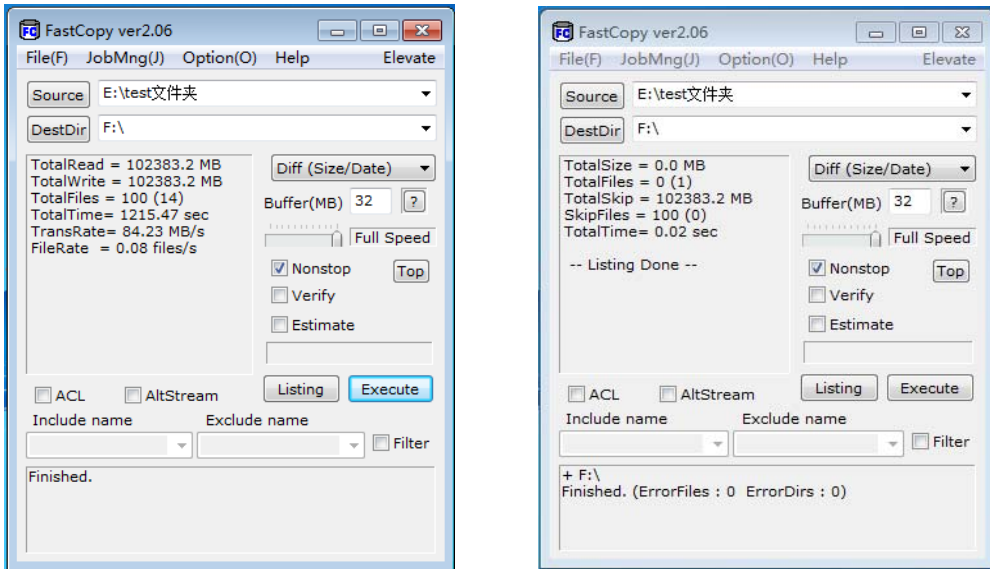 FastCopy ver2.06
File(F) JobMng(J) Option(O) Help Elevate
Source E:\test文件夹
DestDir F:\
TotalRead = 102383.2 MB
TotalWrite = 102383.2 MB
TotalFiles = 100 (14)
TotalTime= 1215.47 sec
TransRate= 84.23 MB/s
FileRate = 0.08 files/s
Diff (Size/Date)
Buffer(MB) 32 ?
Full Speed
Nonstop Top
Verify
Estimate
ACL AltStream Listing Execute
Include name Exclude name
Filter
Finished.
FastCopy ver2.06
File(F) JobMng(J) Option(O) Help Elevate
Source E:\test文件夹
DestDir F:\
TotalSize = 0.0 MB
TotalFiles = 0 (1)
TotalSkip = 102383.2 MB
SkipFiles = 100 (0)
TotalTime= 0.02 sec
-- Listing Done --
Diff (Size/Date)
Buffer(MB) 32 ?
Full Speed
Nonstop Top
Verify
Estimate
ACL AltStream Listing Execute
Include name Exclude name
Filter
+ F:\
Finished. (ErrorFiles : 0 ErrorDirs : 0)